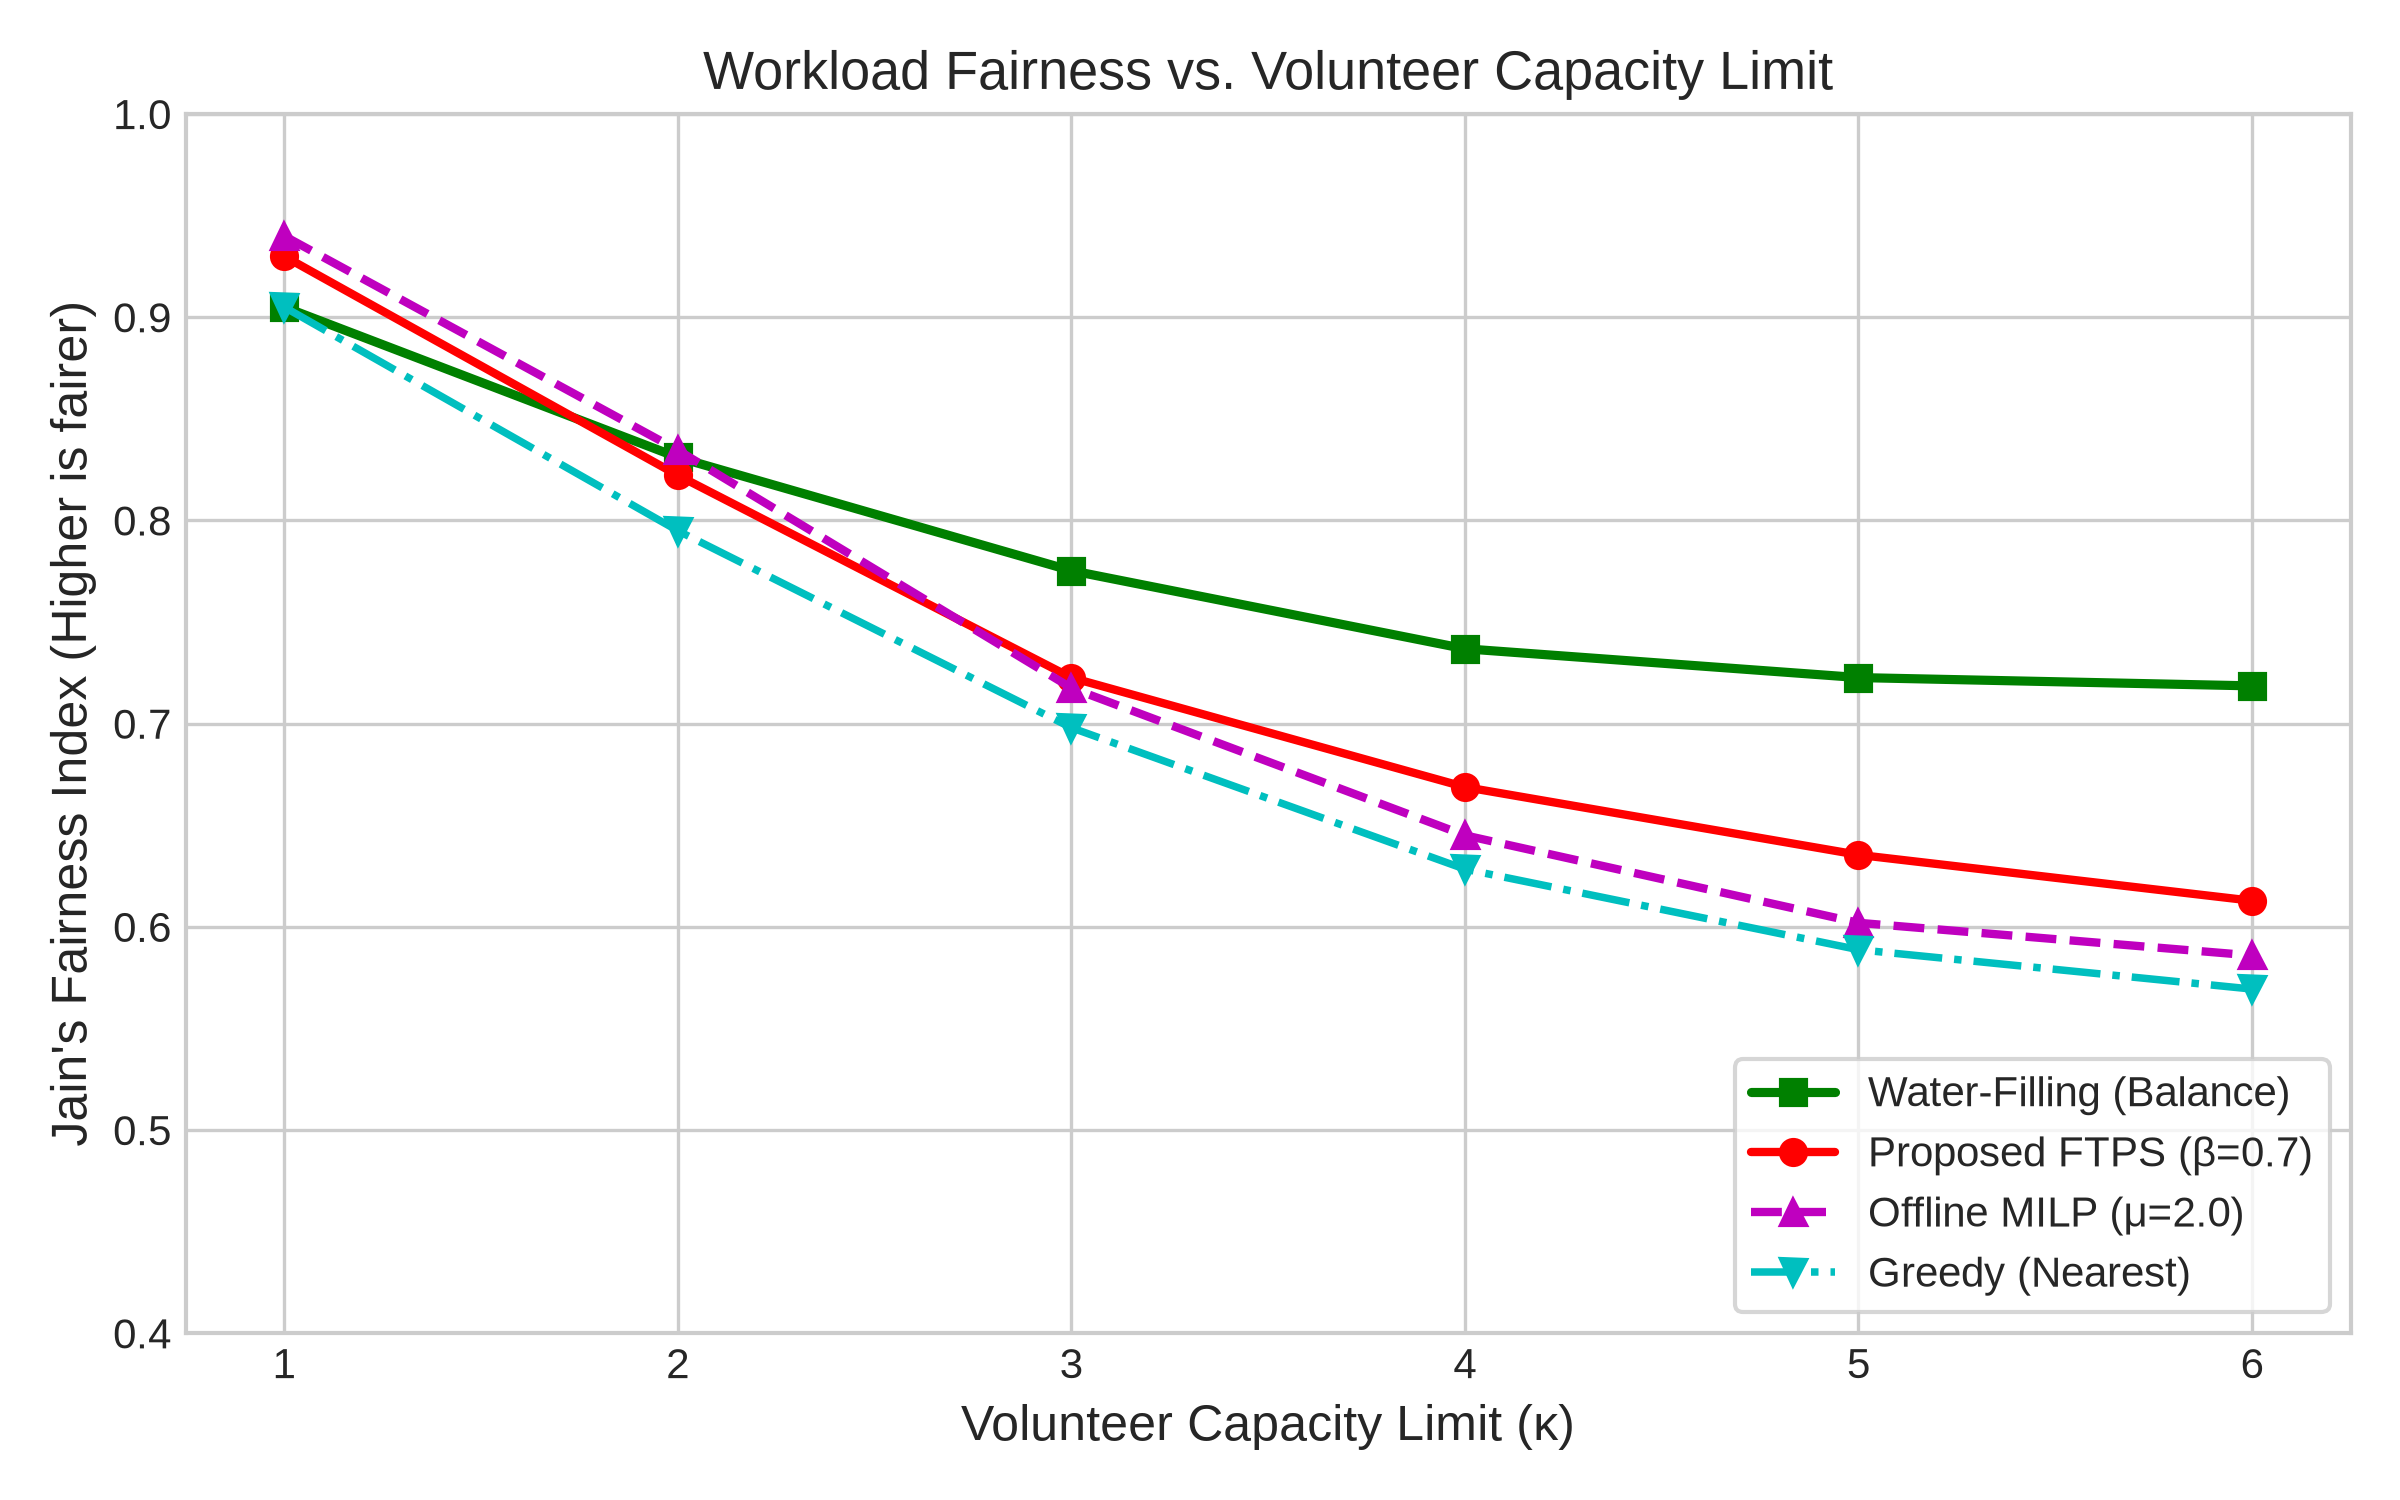 Workload Fairness vs. Volunteer Capacity Limit
Jain's Fairness Index (Higher is fairer)
1.0
0.9
0.8
0.7
0.6
0.5
0.4
1 2 3 4 5 6
Volunteer Capacity Limit (κ)
Water-Filling (Balance)
Proposed FTPS (β=0.7)
Offline MILP (μ=2.0)
Greedy (Nearest)